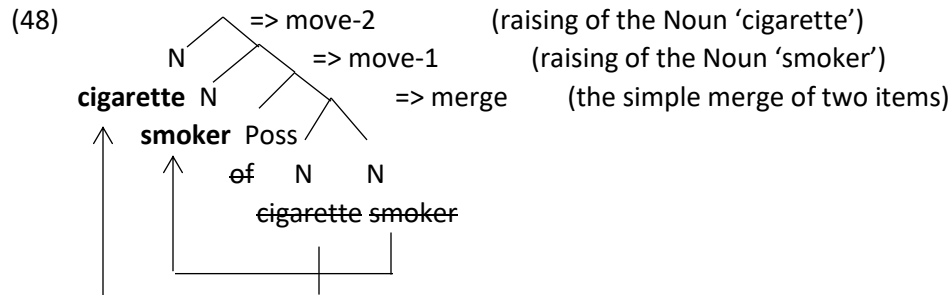 (48) => move-2 (raising of the Noun ‘cigarette’)
N => move-1 (raising of the Noun ‘smoker’)
cigarette N => merge (the simple merge of two items)
smoker Poss
of N N
cigarette smoker